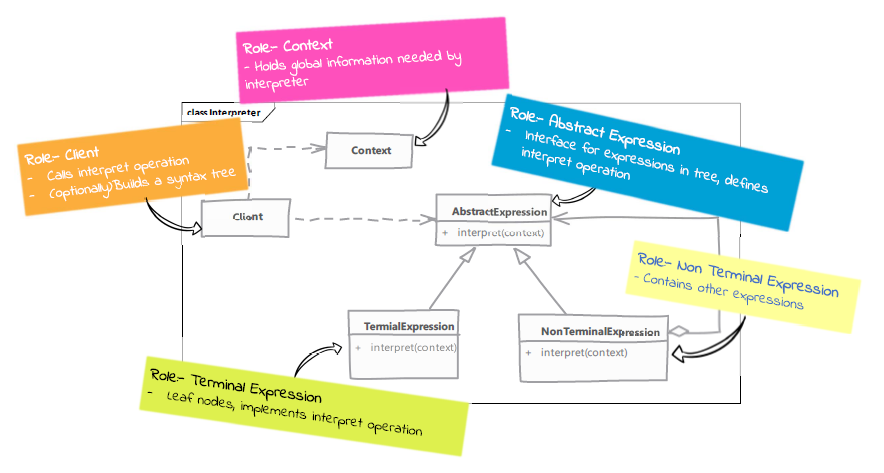 Role:- Context
- Holds global information needed by
interpreter
class Interpreter
Role:- Client
- Calls interpret operation
- (optionally)Builds a syntax tree
Context
Role:- Abstract Expression
- Interface for expressions in tree, defines
interpret operation
Client
AbstractExpression
+ interpret(context)
Role:- Non Terminal Expression
- Contains other expressions
TermialExpression
+ interpret(context)
NonTerminalExpression
+ interpret(context)
Role:- Terminal Expression
- Leaf nodes, implements interpret operation